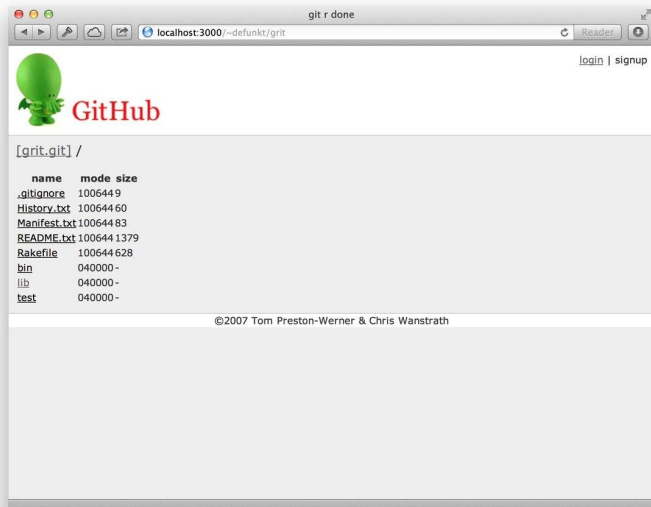 git r done
localhost:3000/~defunkt/grit
Reader
login | signup
GitHub
[grit.git] /
name mode size
.gitignore 100644 9
History.txt 100644 60
Manifest.txt 100644 83
README.txt 100644 1379
Rakefile 100644 628
bin 040000 -
lib 040000 -
test 040000 -
©2007 Tom Preston-Werner & Chris Wanstrath